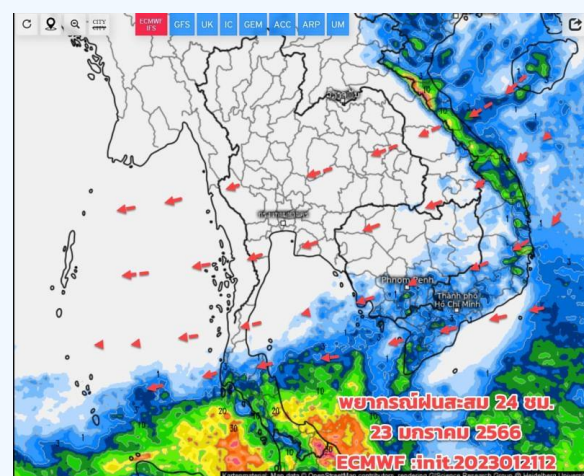 CITY
CITY
ECMWF
IFS
GFS UK IC GEM ACC ARP UM
Phnom Penh
Thành phố
Hồ Chí Minh
พยากรณ์ฝนสะสม 24 ชม.
23 มกราคม 2566
ECMWF :init.2023012112